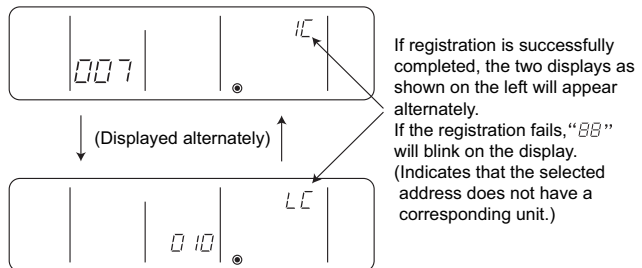 IC
007
(Displayed alternately)
LC
010
If registration is successfully
completed, the two displays as
shown on the left will appear
alternately.
If the registration fails,“88”
will blink on the display.
(Indicates that the selected
address does not have a
corresponding unit.)